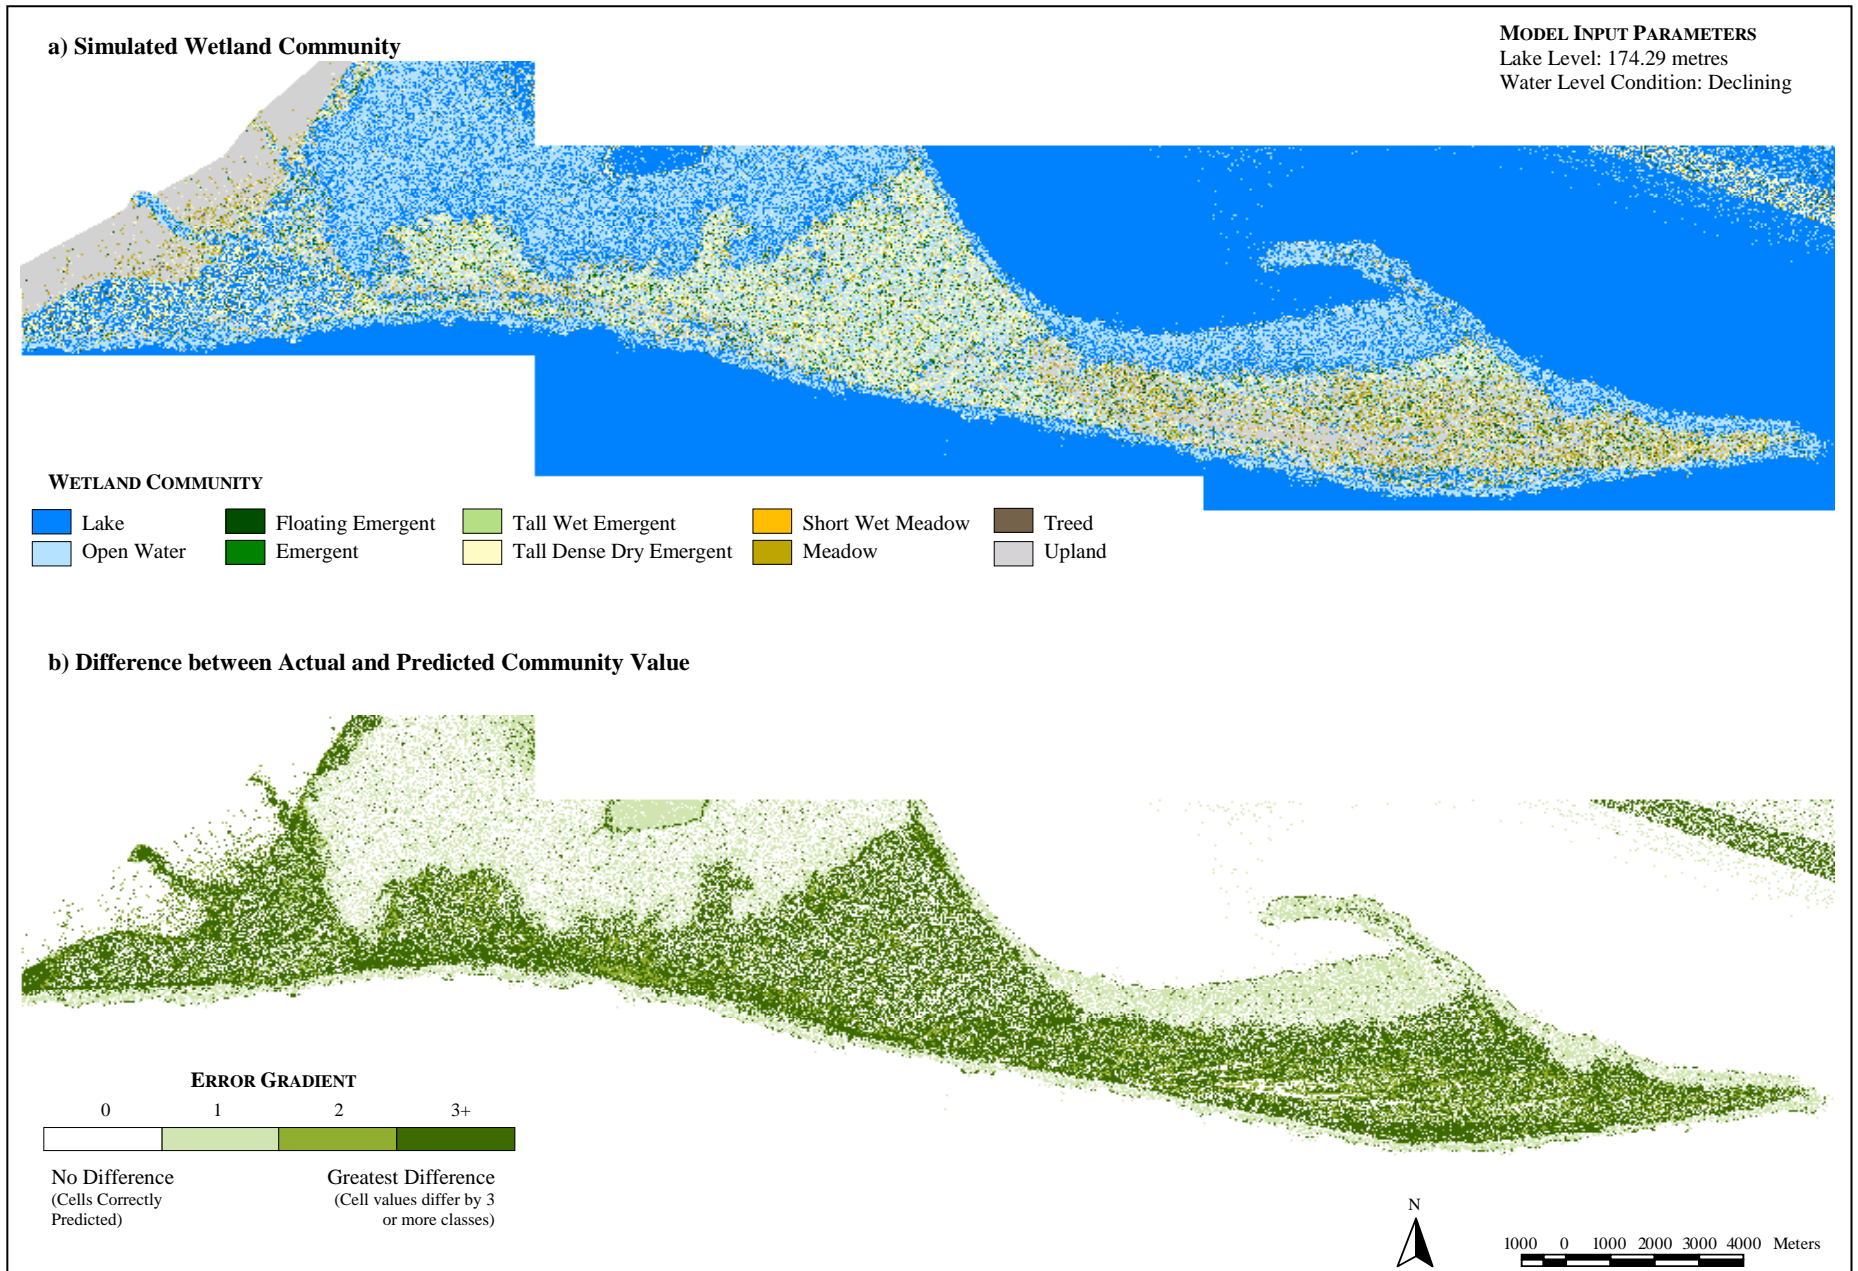 a) Simulated Wetland Community
MODEL INPUT PARAMETERS
Lake Level: 174.29 metres
Water Level Condition: Declining
WETLAND COMMUNITY
Lake
Open Water
Floating Emergent
Emergent
Tall Wet Emergent
Tall Dense Dry Emergent
Short Wet Meadow
Meadow
Treed
Upland
b) Difference between Actual and Predicted Community Value
ERROR GRADIENT
0 1 2 3+
No Difference
(Cells Correctly
Predicted)
Greatest Difference
(Cell values differ by 3
or more classes)
N
1000 0 1000 2000 3000 4000 Meters